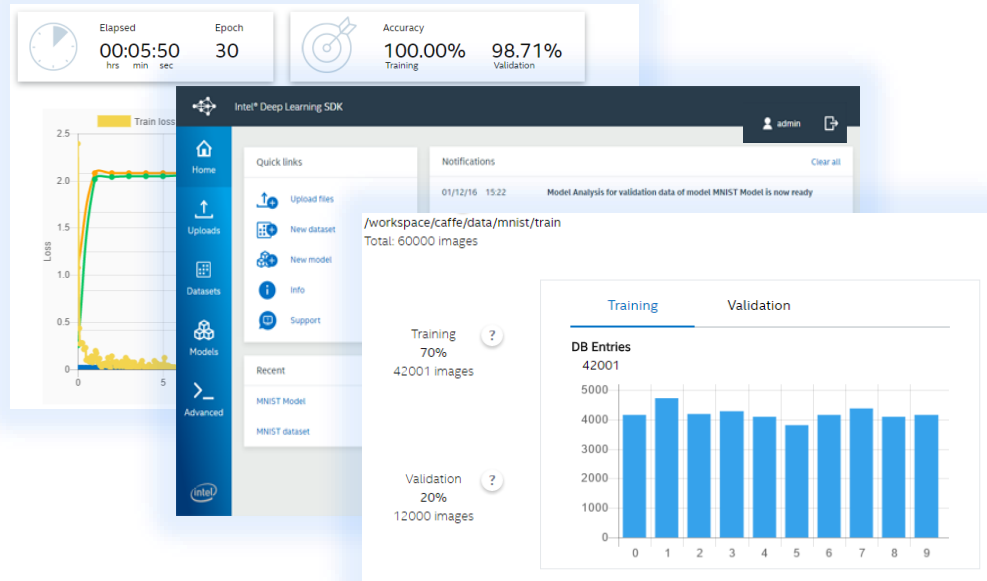 Elapsed
Epoch
00:05:50
30
hrs min sec
Accuracy
100.00%
98.71%
Training
Validation
Train loss
2.5
2.0
1.5
1.0
0.5
0
Loss
0
5
Intel® Deep Learning SDK
admin
Home
Uploads
Datasets
Models
Advanced
intel
Quick links
Upload files
New dataset
New model
Info
Support
Recent
MNIST Model
MNIST dataset
Notifications
Clear all
01/12/16 15:22 Model Analysis for validation data of model MNIST Model is now ready
/workspace/caffe/data/mnist/train
Total: 60000 images
Training
?
70%
42001 images
Validation
?
20%
12000 images
Training
Validation
DB Entries
42001
5000
4000
3000
2000
1000
0
0 1 2 3 4 5 6 7 8 9